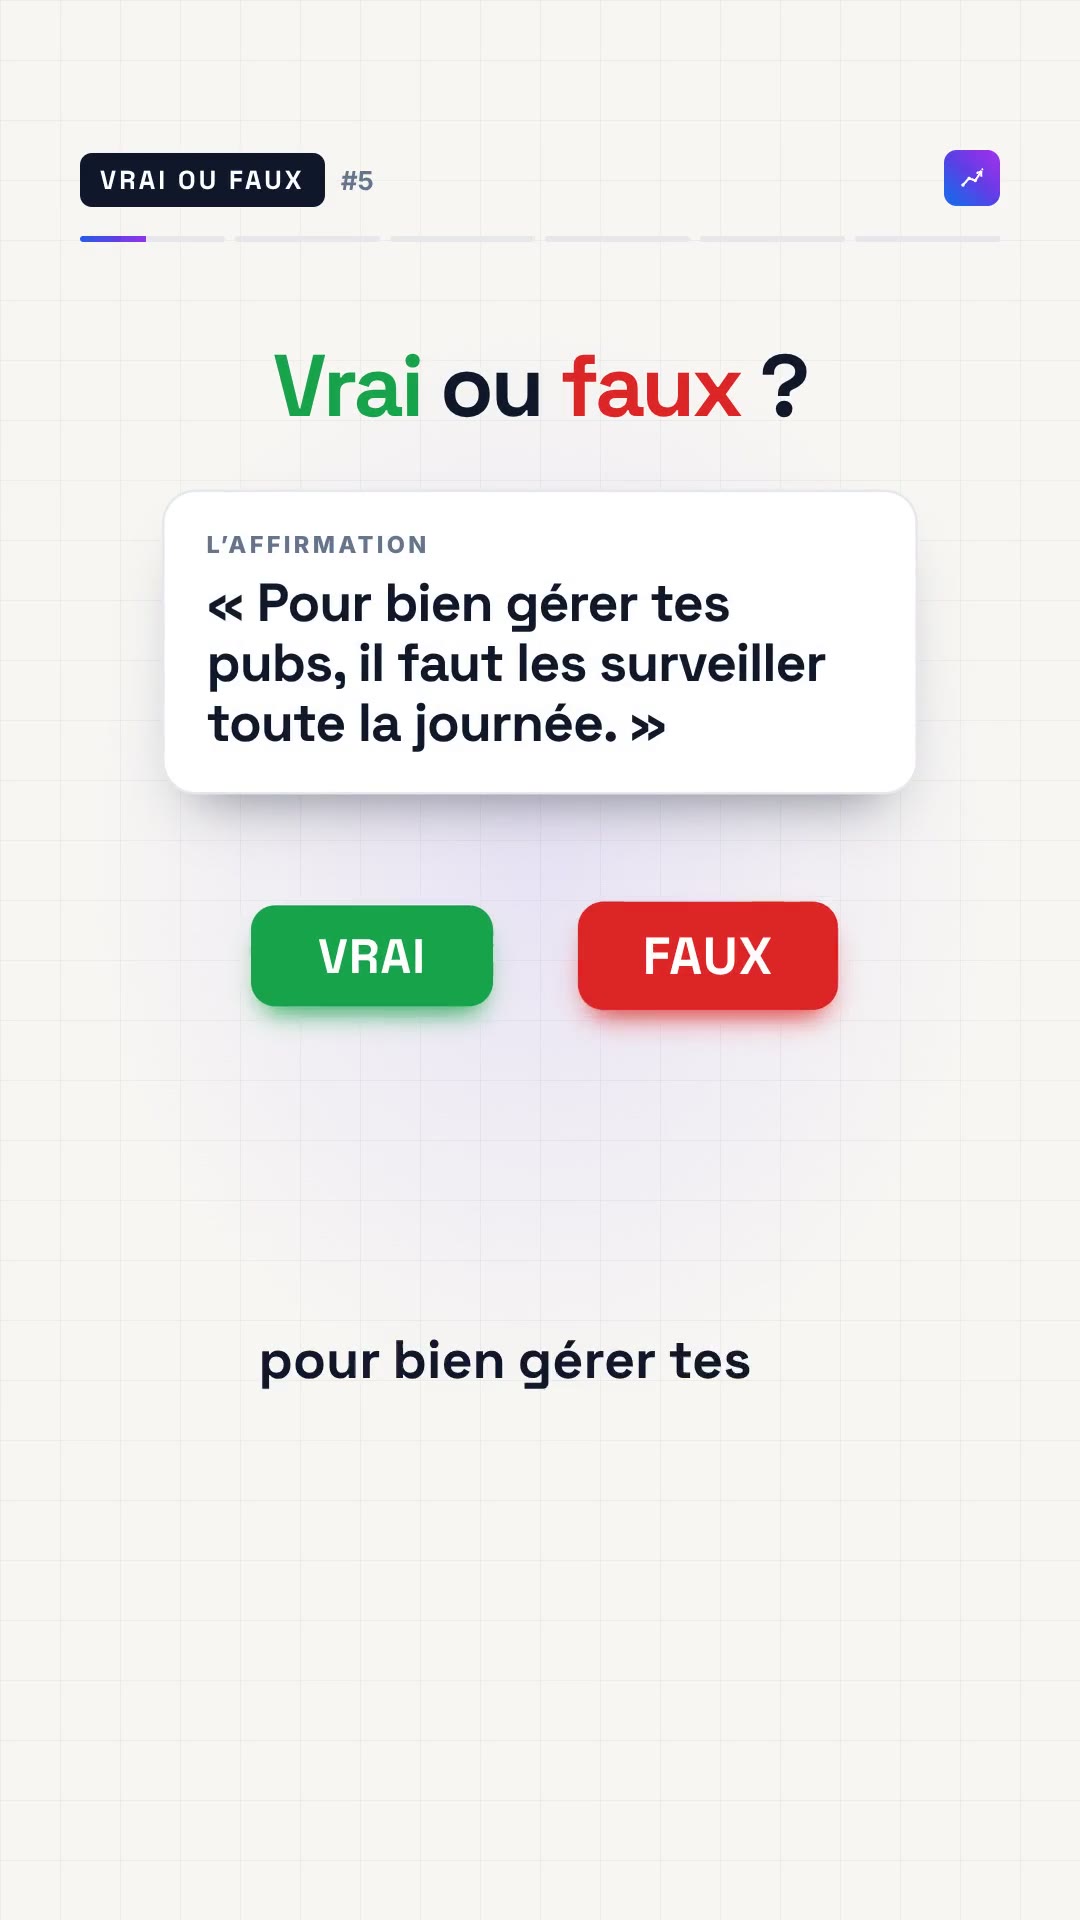 VRAI OU FAUX #5
Vrai ou faux ?
L’AFFIRMATION
« Pour bien gérer tes
pubs, il faut les surveiller
toute la journée. »
VRAI FAUX
pour bien gérer tes